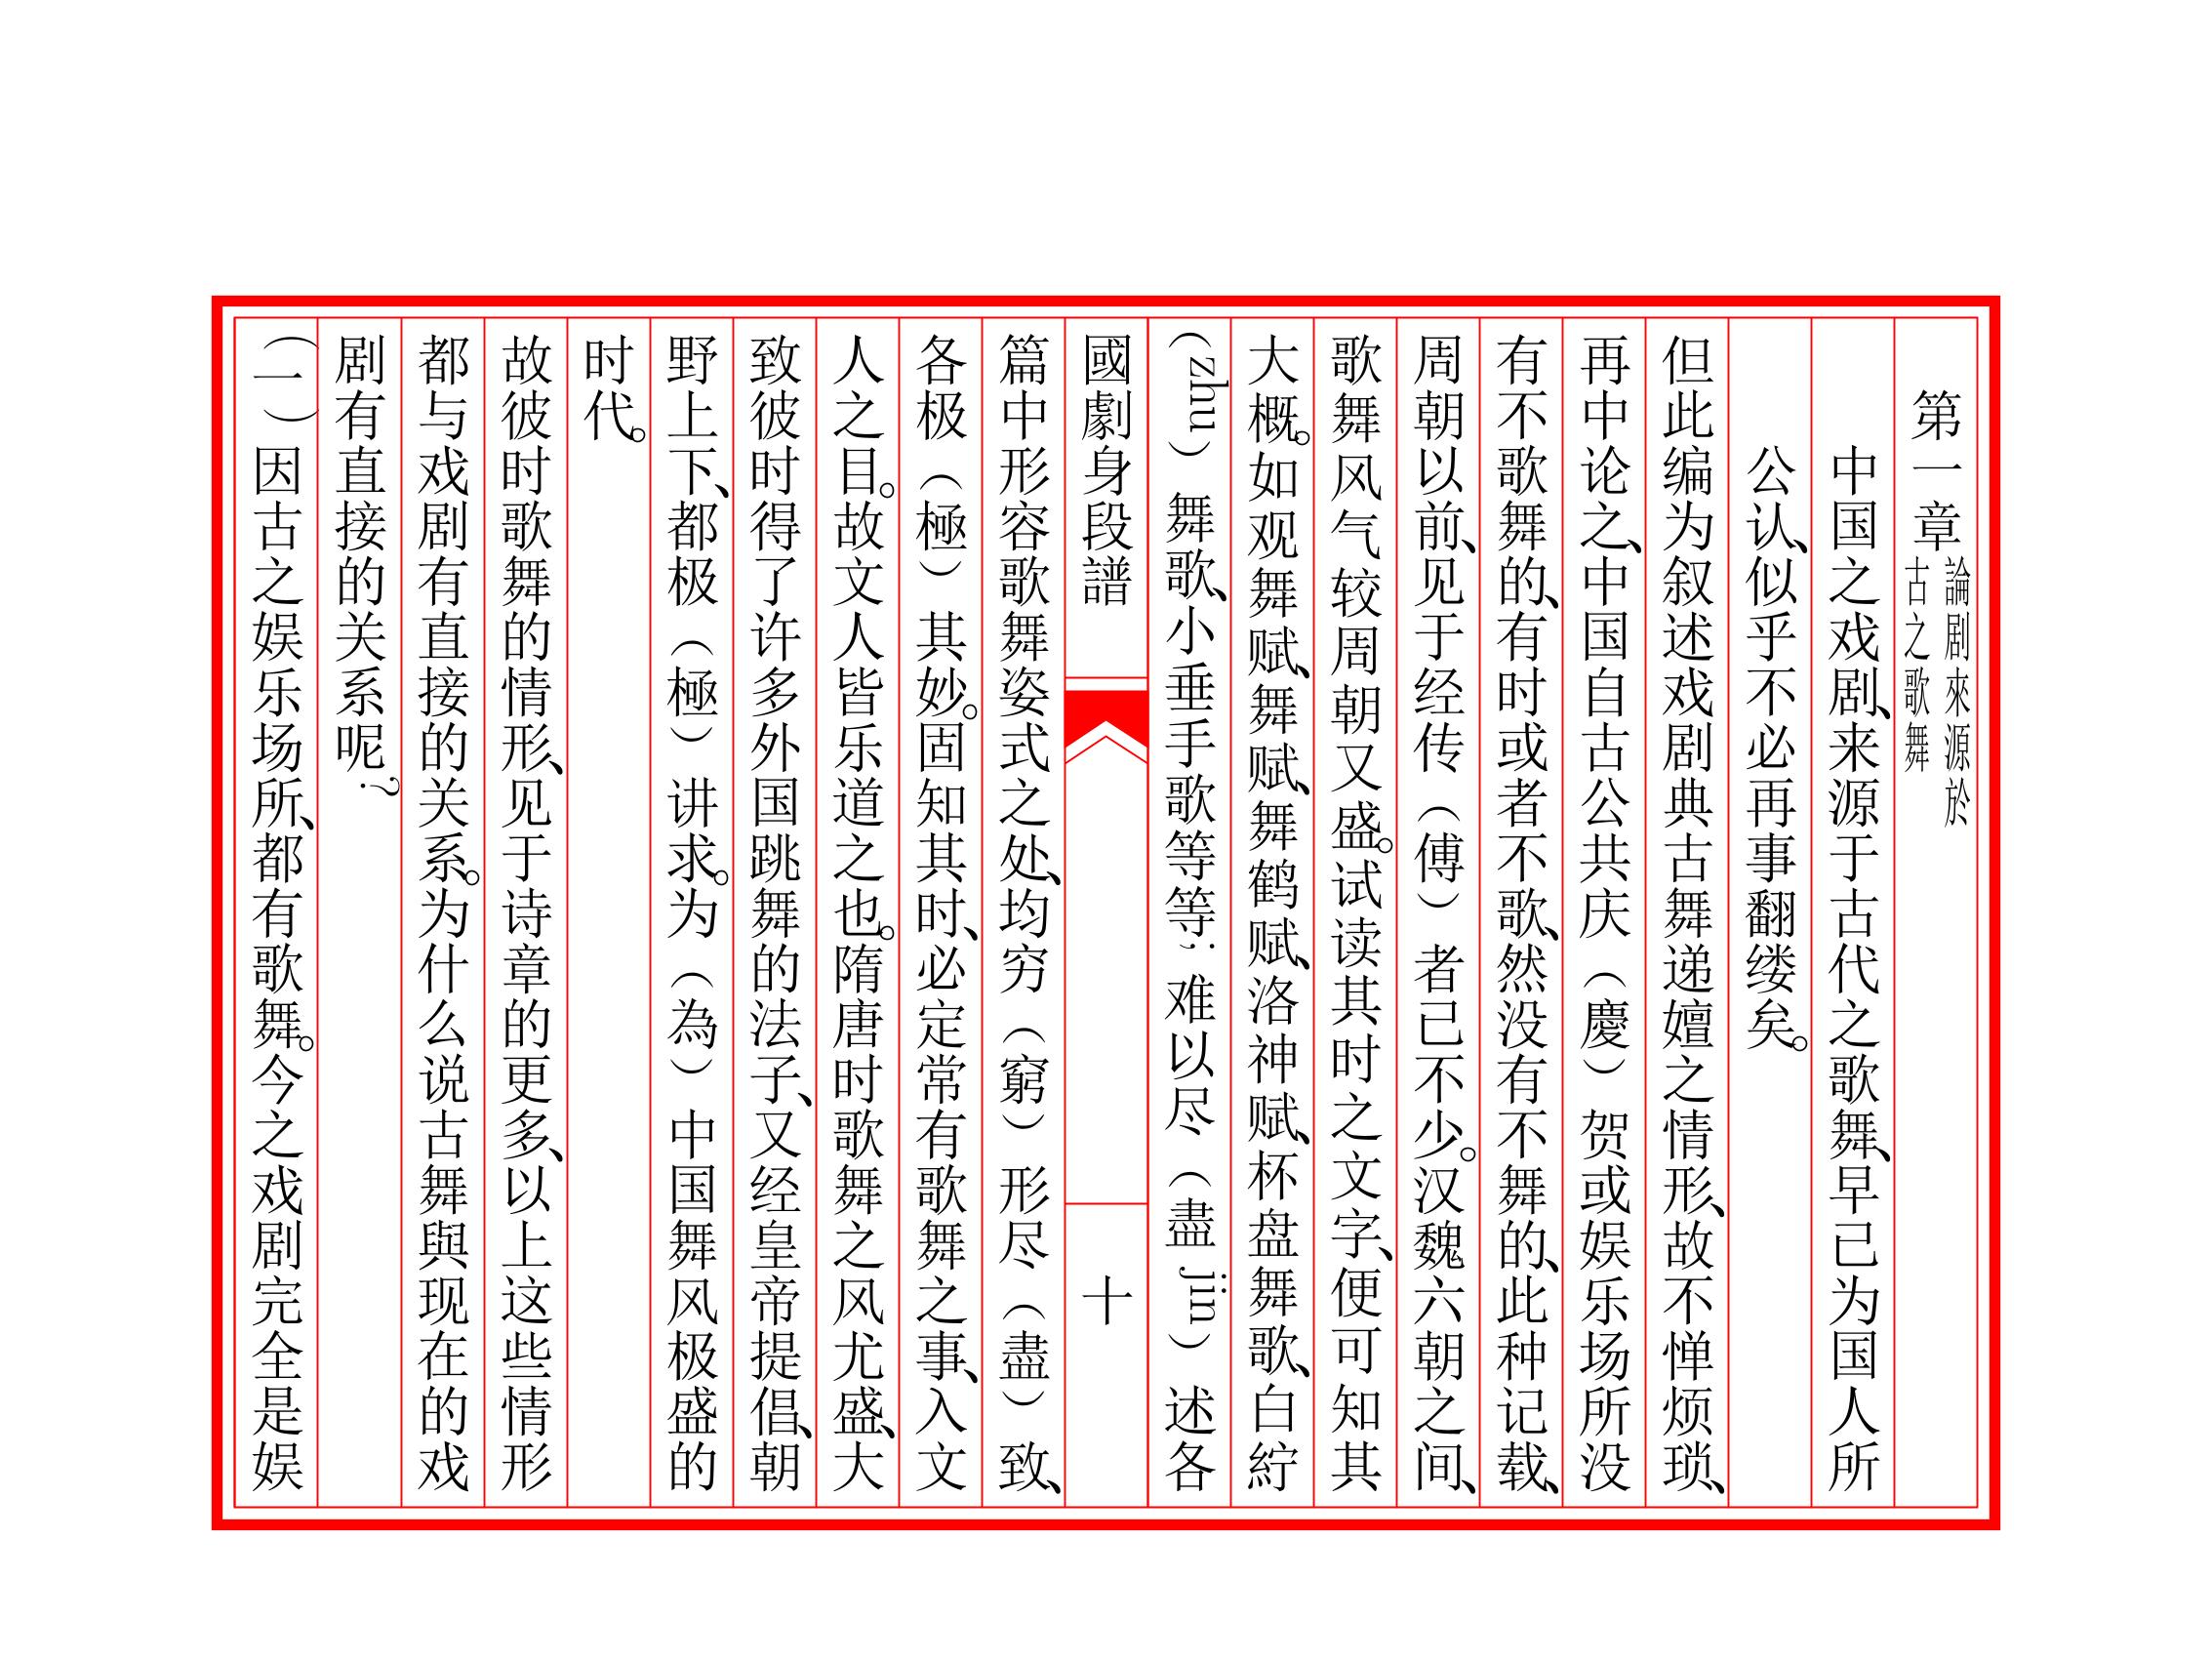 第一章論剧來源於古之歌舞
中国之戏剧、来源于古代之歌舞、早已为国人所
公认、似乎不必再事翻缕矣。
但此编为叙述戏剧典古舞递嬗之情形、故不惮烦琐、
再中论之、中国自古公共庆（慶）贺或娱乐场所没
有不歌舞的、有时或者不歌、然没有不舞的、此种记载、
周朝以前、见于经传（傅）者已不少。汉魏六朝之间、
歌舞风气较周朝又盛。试读其时之文字、便可知其
大概。如观舞赋、舞赋、舞鹤赋、洛神赋、杯盘舞歌、白紵
（zhu）舞歌、小垂手歌等等；难以尽（盡 jin）述各
國劇身段譜 十
篇中形容歌舞姿式之处、均穷（窮）形尽（盡）致、
各极（極）其妙。固知其时、必定常有歌舞之事、入文
人之目。故文人皆乐道之也。隋唐时歌舞之风尤盛、大
致彼时得了许多外国跳舞的法子、又经皇帝提倡、朝
野上下、都极（極）讲求。为（為）中国舞风极盛的
时代。
故彼时歌舞的情形、见于诗章的更多、以上这些情形
都与戏剧有直接的关系。为什么说古舞與现在的戏
剧有直接的关系呢？
（一）因古之娱乐场所、都有歌舞。今之戏剧完全是娱